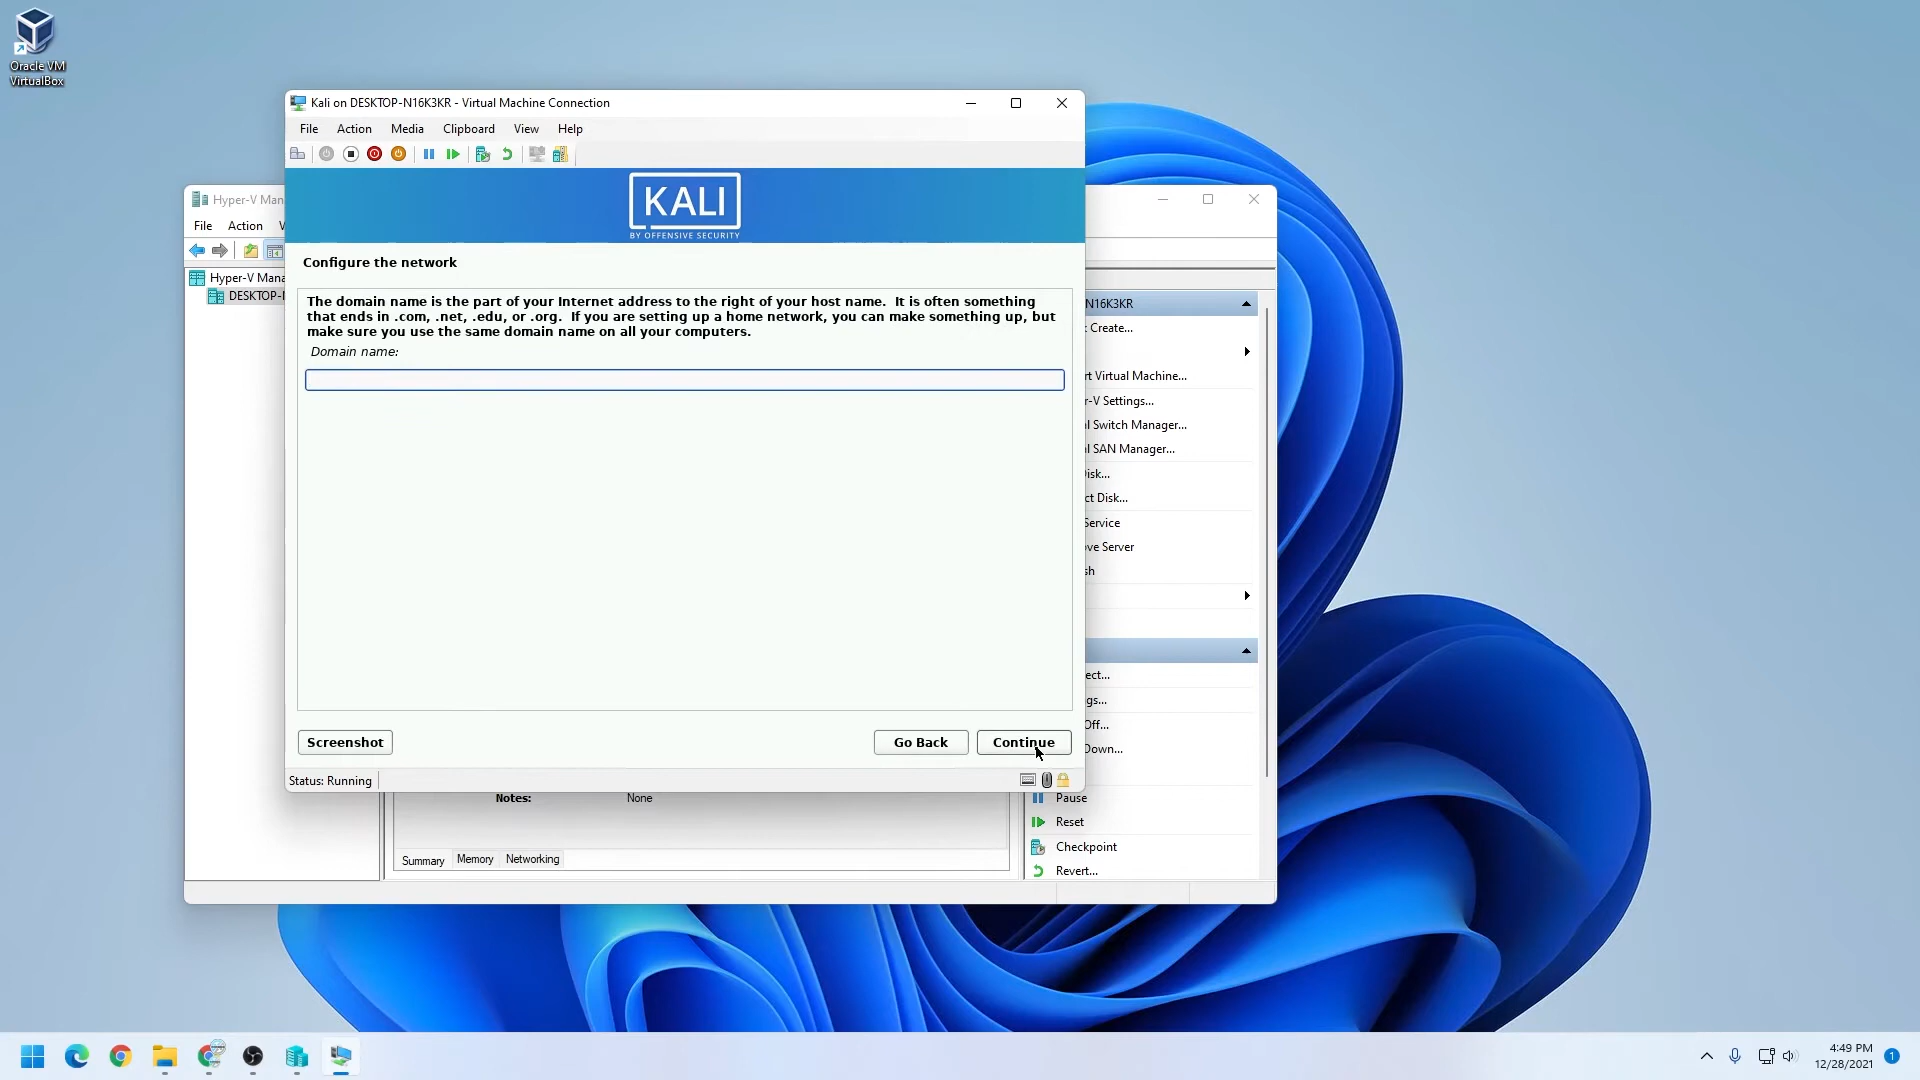 Oracle VM
VirtualBox
Kali on DESKTOP-N16K3KR - Virtual Machine Connection
File Action Media Clipboard View Help
KALI
BY OFFENSIVE SECURITY
Configure the network
The domain name is the part of your Internet address to the right of your host name. It is often something
that ends in .com, .net, .edu, or .org. If you are setting up a home network, you can make something up, but
make sure you use the same domain name on all your computers.
Domain name:
Screenshot
Go Back
Continue
Status: Running
Hyper-V Man
File Action V
Hyper-V Mana
DESKTOP-
N16K3KR
Create...
rt Virtual Machine...
r-V Settings...
l Switch Manager...
l SAN Manager...
isk...
ct Disk...
Service
ove Server
sh
ect...
gs...
Off...
Down...
Pause
Reset
Checkpoint
Revert...
Notes: None
Summary Memory Networking
4:49 PM
12/28/2021
1